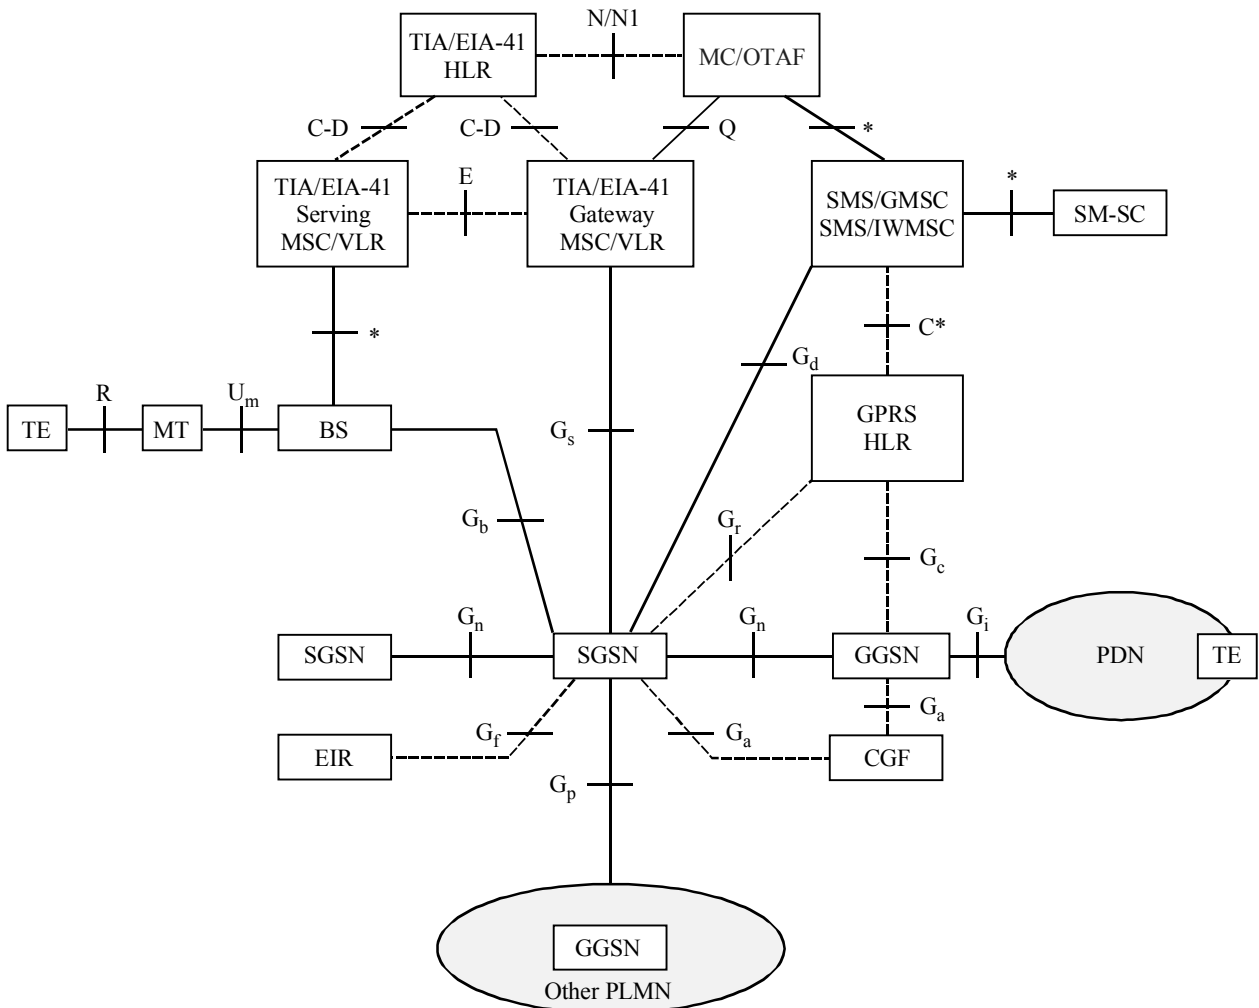 N/N1
TIA/EIA-41
HLR
MC/OTAF
C-D
C-D
Q
*
TIA/EIA-41
Serving
MSC/VLR
E
TIA/EIA-41
Gateway
MSC/VLR
SMS/GMSC
SMS/IWMSC
*
SM-SC
*
C*
Gd
R
Um
TE
MT
BS
Gs
GPRS
HLR
Gb
Gr
Gc
Gn
Gn
Gi
SGSN
SGSN
GGSN
PDN
TE
Gf
Ga
Ga
EIR
CGF
Gp
GGSN
Other PLMN